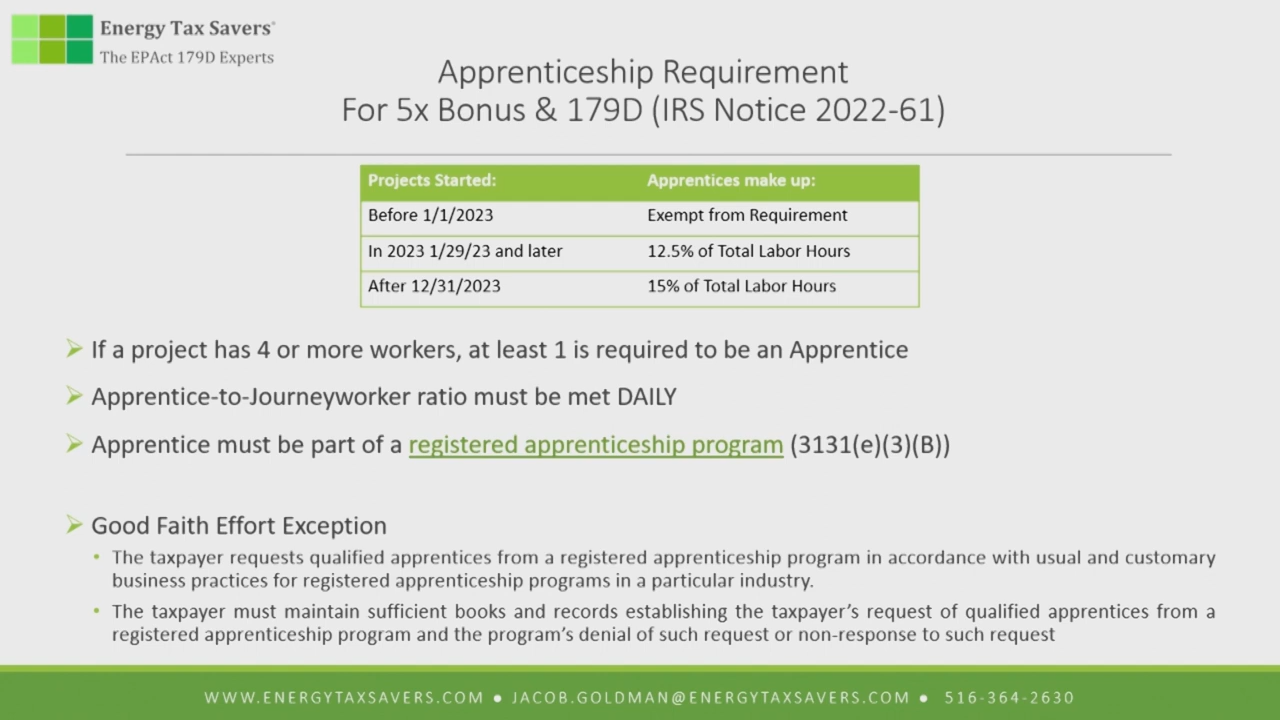 Energy Tax Savers®
The EPAct 179D Experts
Apprenticeship Requirement
For 5x Bonus & 179D (IRS Notice 2022-61)
Projects Started: Apprentices make up:
Before 1/1/2023 Exempt from Requirement
In 2023 1/29/23 and later 12.5% of Total Labor Hours
After 12/31/2023 15% of Total Labor Hours
➢ If a project has 4 or more workers, at least 1 is required to be an Apprentice
➢ Apprentice-to-Journeyworker ratio must be met DAILY
➢ Apprentice must be part of a registered apprenticeship program (3131(e)(3)(B))
➢ Good Faith Effort Exception
• The taxpayer requests qualified apprentices from a registered apprenticeship program in accordance with usual and customary
business practices for registered apprenticeship programs in a particular industry.
• The taxpayer must maintain sufficient books and records establishing the taxpayer's request of qualified apprentices from a
registered apprenticeship program and the program's denial of such request or non-response to such request
WWW.ENERGYTAXSAVERS.COM ● JACOB.GOLDMAN@ENERGYTAXSAVERS.COM ● 516-364-2630